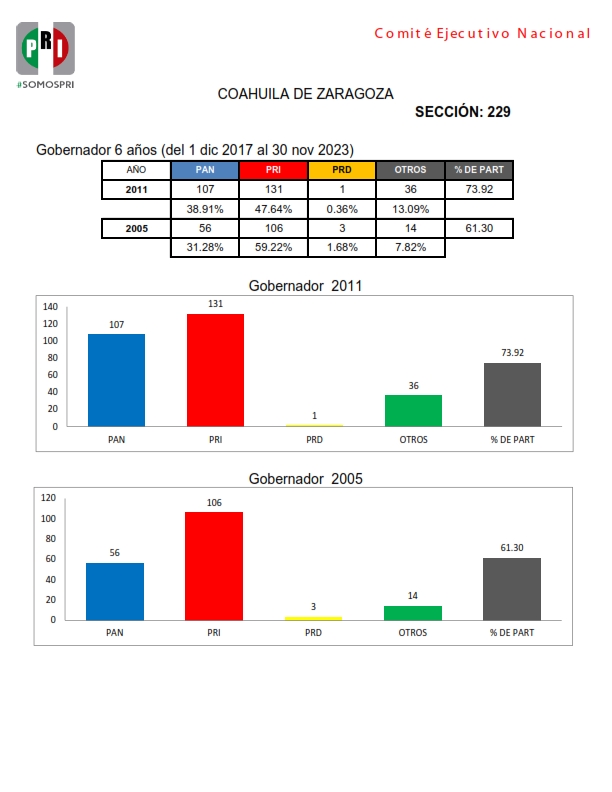 Comité Ejecutivo Nacional
PRI
#SOMOSPRI
COAHUILA DE ZARAGOZA
SECCIÓN: 229
Gobernador 6 años (del 1 dic 2017 al 30 nov 2023)
AÑO PAN PRI PRD OTROS % DE PART
2011 107 131 1 36 73.92
38.91% 47.64% 0.36% 13.09%
2005 56 106 3 14 61.30
31.28% 59.22% 1.68% 7.82%
Gobernador 2011
140
120
100
80
60
40
20
0
107
131
1
36
73.92
PAN PRI PRD OTROS % DE PART
Gobernador 2005
120
100
80
60
40
20
0
56
106
3
14
61.30
PAN PRI PRD OTROS % DE PART